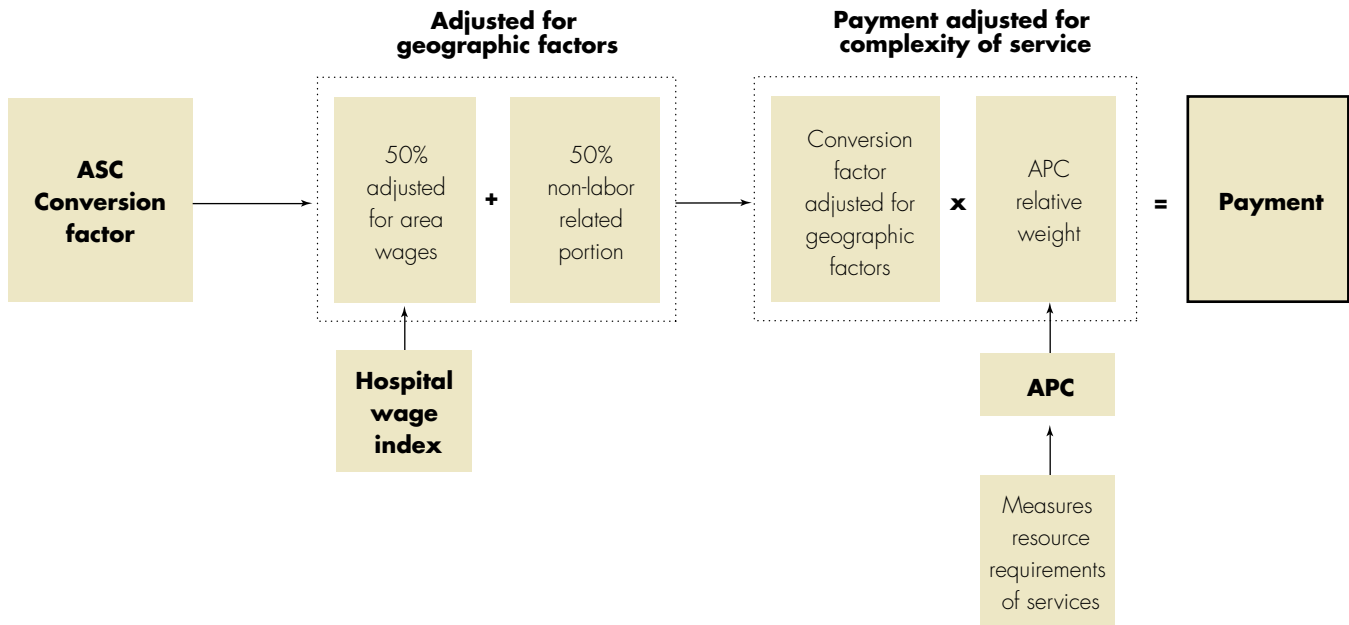 Adjusted for
geographic factors
Payment adjusted for
complexity of service
ASC
Conversion
factor
50%
adjusted
for area
wages
+
50%
non-labor
related
portion
Conversion
factor
adjusted for
geographic
factors
x
APC
relative
weight
=
Payment
Hospital
wage
index
APC
Measures
resource
requirements
of services